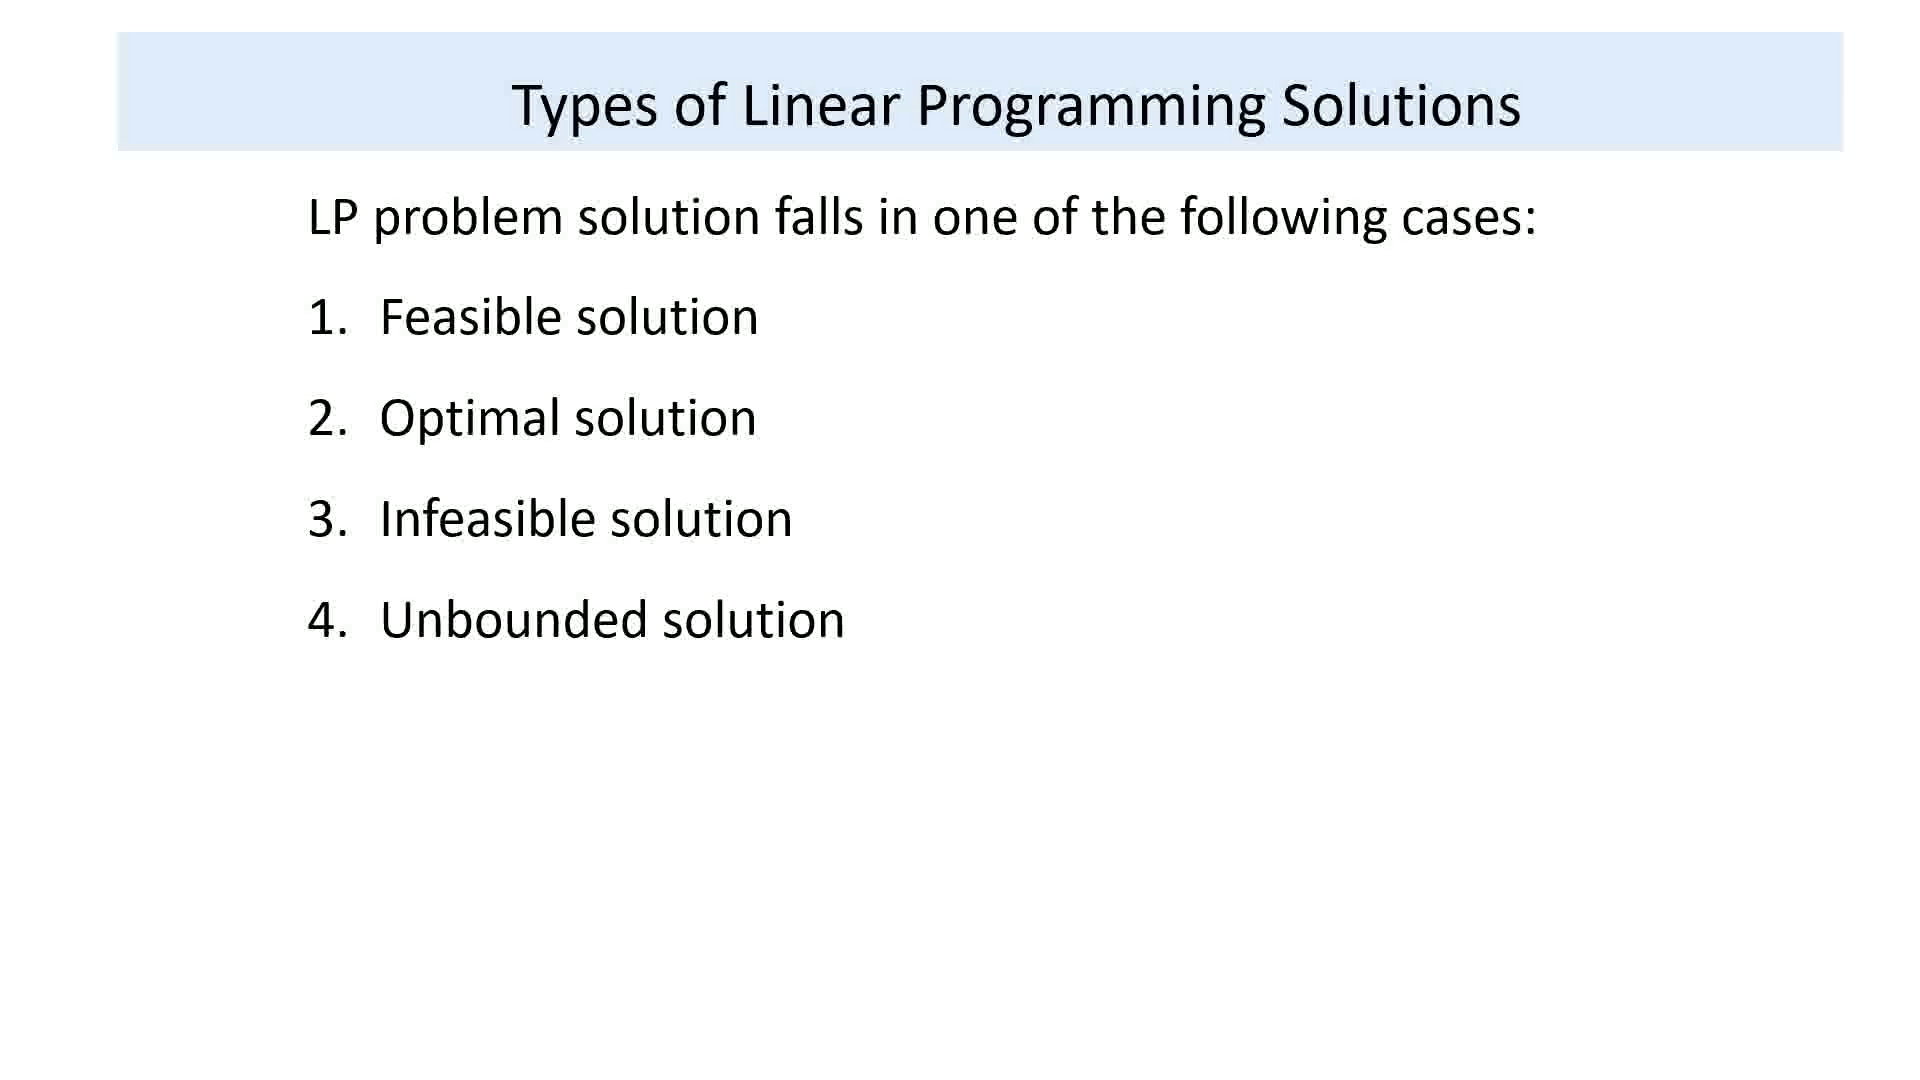 Types of Linear Programming Solutions
LP problem solution falls in one of the following cases:
1. Feasible solution
2. Optimal solution
3. Infeasible solution
4. Unbounded solution